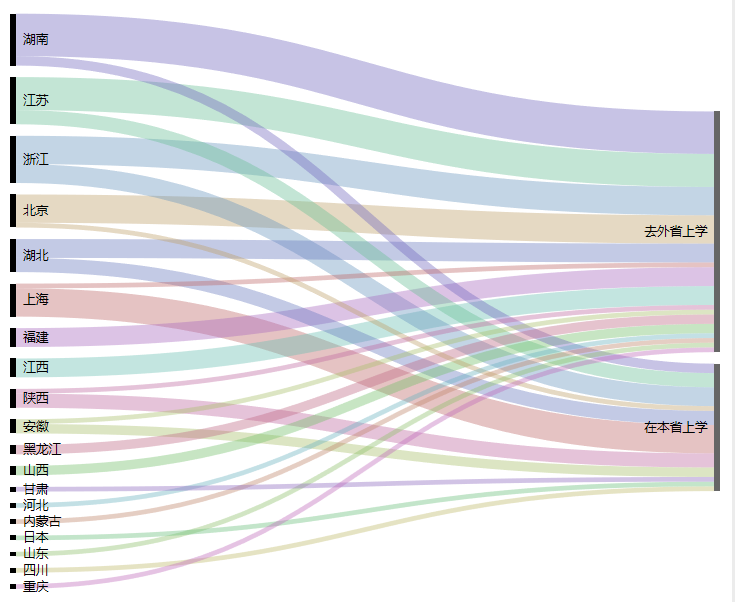 湖南
江苏
浙江
北京
湖北
上海
福建
江西
陕西
安徽
黑龙江
山西
甘肃
河北
内蒙古
日本
山东
四川
重庆
去外省上学
在本省上学